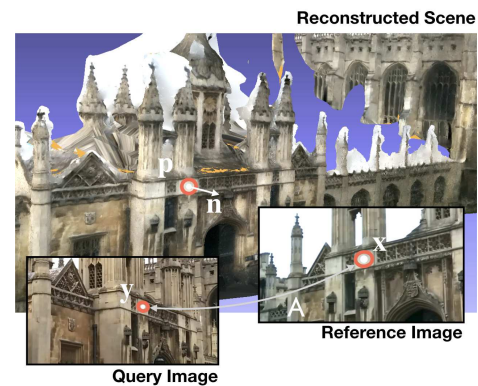 Reconstructed Scene
p
n
x
y
A
Reference Image
Query Image